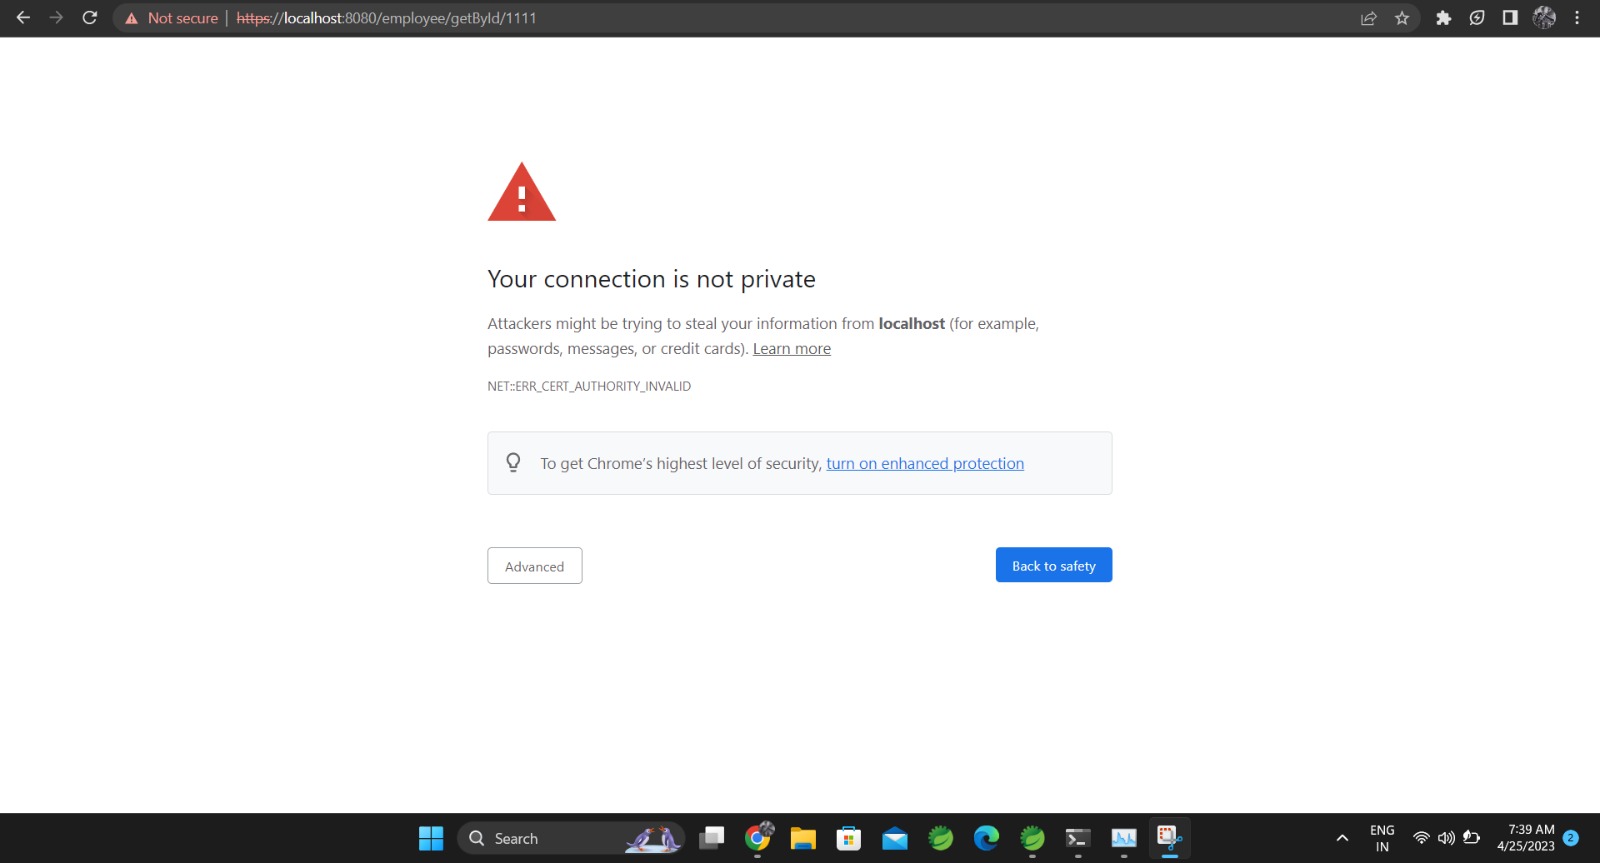 Not secure | https://localhost:8080/employee/getById/1111
Your connection is not private
Attackers might be trying to steal your information from localhost (for example,
passwords, messages, or credit cards). Learn more
NET::ERR_CERT_AUTHORITY_INVALID
To get Chrome's highest level of security, turn on enhanced protection
Advanced
Back to safety
Search
ENG
IN
7:39 AM
4/25/2023
2